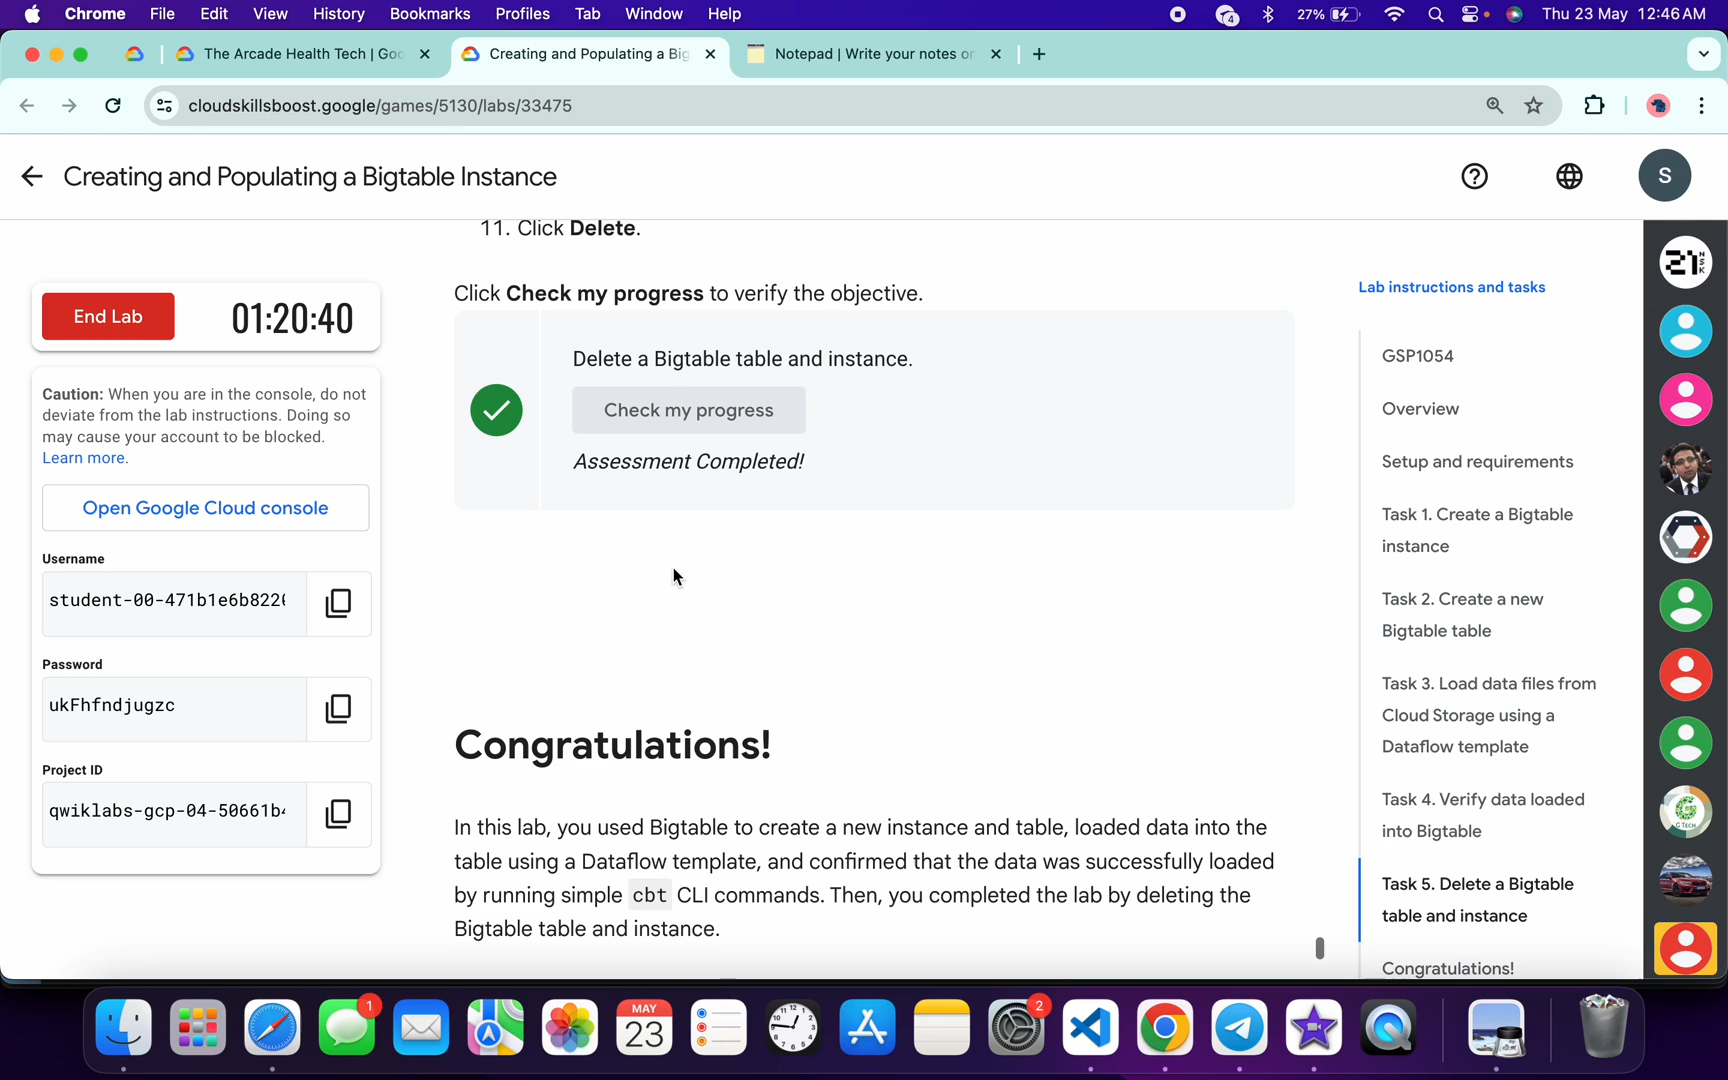 Chrome File Edit View History Bookmarks Profiles Tab Window Help 4 27% Thu 23 May 12:46 AM
The Arcade Health Tech | Goo Creating and Populating a Big Notepad | Write your notes on
cloudskillsboost.google/games/5130/labs/33475
Creating and Populating a Bigtable Instance
S
11. Click Delete.
End Lab
01:20:40
Caution: When you are in the console, do not
deviate from the lab instructions. Doing so
may cause your account to be blocked.
Learn more.
Open Google Cloud console
Username
student-00-471b1e6b822
Password
ukFhfndjugzc
Project ID
qwiklabs-gcp-04-50661b
Click Check my progress to verify the objective.
Delete a Bigtable table and instance.
Check my progress
Assessment Completed!
Congratulations!
In this lab, you used Bigtable to create a new instance and table, loaded data into the
table using a Dataflow template, and confirmed that the data was successfully loaded
by running simple cbt CLI commands. Then, you completed the lab by deleting the
Bigtable table and instance.
Lab instructions and tasks
GSP1054
Overview
Setup and requirements
Task 1. Create a Bigtable
instance
Task 2. Create a new
Bigtable table
Task 3. Load data files from
Cloud Storage using a
Dataflow template
Task 4. Verify data loaded
into Bigtable
Task 5. Delete a Bigtable
table and instance
Congratulations!
21
NSK
G TECH
1
MAY
23
2